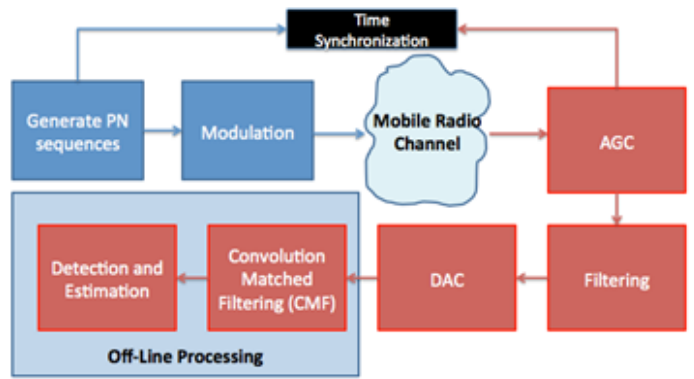 Time
Synchronization
Generate PN
sequences
Modulation
Mobile Radio
Channel
AGC
Detection and
Estimation
Convolution
Matched
Filtering (CMF)
DAC
Filtering
Off-Line Processing